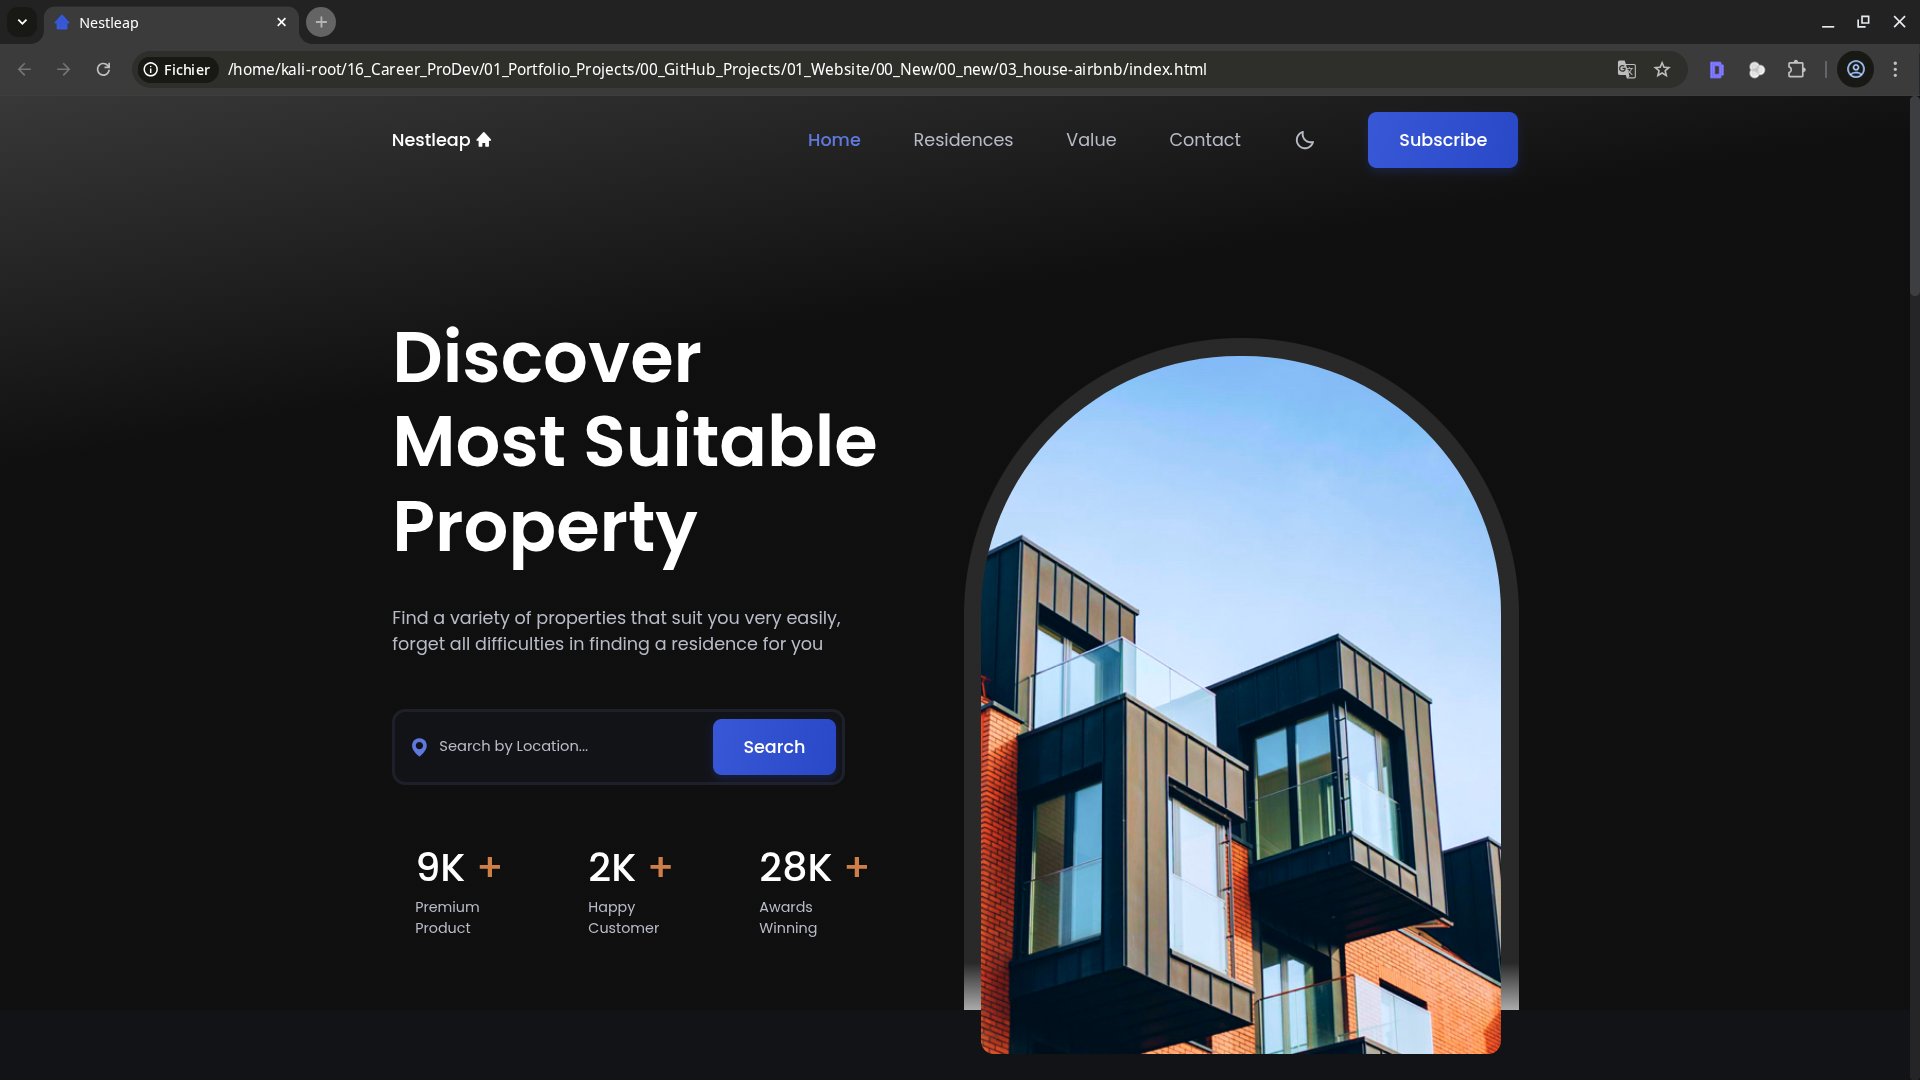 Nestleap
Fichier /home/kali-root/16_Career_ProDev/01_Portfolio_Projects/00_GitHub_Projects/01_Website/00_New/00_new/03_house-airbnb/index.html
Nestleap Home Residences Value Contact Subscribe
Discover
Most Suitable
Property
Find a variety of properties that suit you very easily,
forget all difficulties in finding a residence for you
Search by Location... Search
9K + 2K + 28K +
Premium Happy Awards
Product Customer Winning